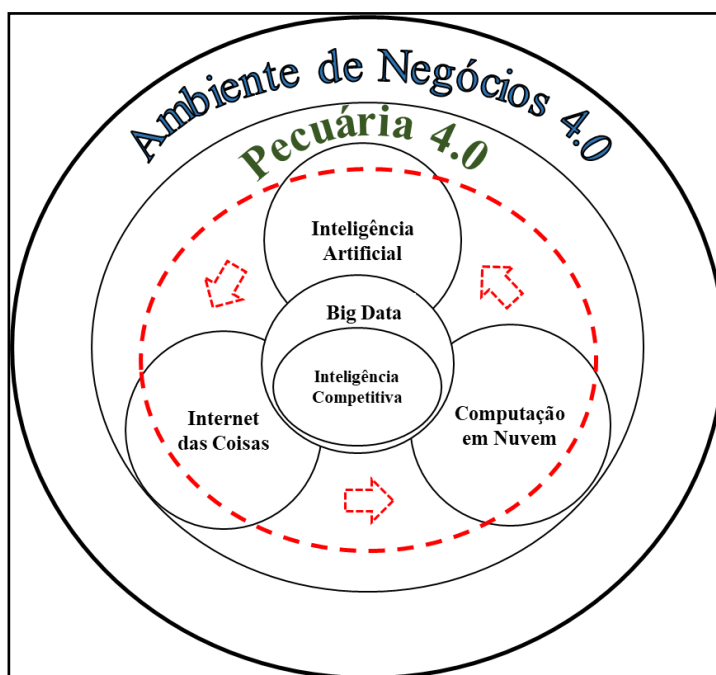 Ambiente de Negócios 4.0
Pecuária 4.0
Inteligência
Artificial
Big Data
Inteligência
Competitiva
Internet
das Coisas
Computação
em Nuvem